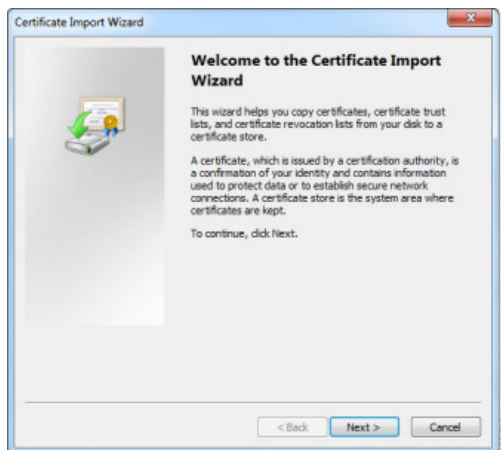 Certificate Import Wizard
Welcome to the Certificate Import
Wizard
This wizard helps you copy certificates, certificate trust
lists, and certificate revocation lists from your disk to a
certificate store.
A certificate, which is issued by a certification authority, is
a confirmation of your identity and contains information
used to protect data or to establish secure network
connections. A certificate store is the system area where
certificates are kept.
To continue, click Next.
< Back
Next >
Cancel